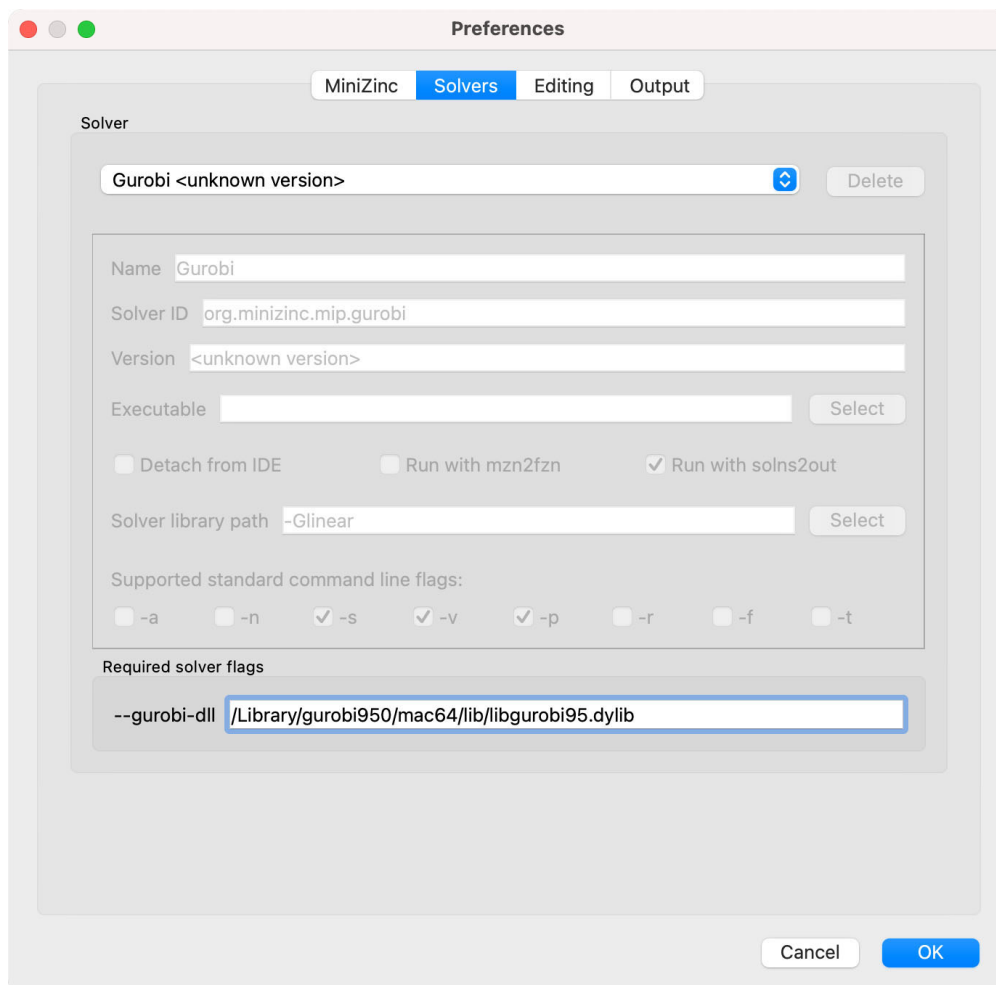 Preferences
MiniZinc Solvers Editing Output
Solver
Gurobi <unknown version> Delete
Name Gurobi
Solver ID org.minizinc.mip.gurobi
Version <unknown version>
Executable Select
Detach from IDE Run with mzn2fzn Run with solns2out
Solver library path -Glinear Select
Supported standard command line flags:
-a -n -s -v -p -r -f -t
Required solver flags
--gurobi-dll /Library/gurobi950/mac64/lib/libgurobi95.dylib
Cancel OK